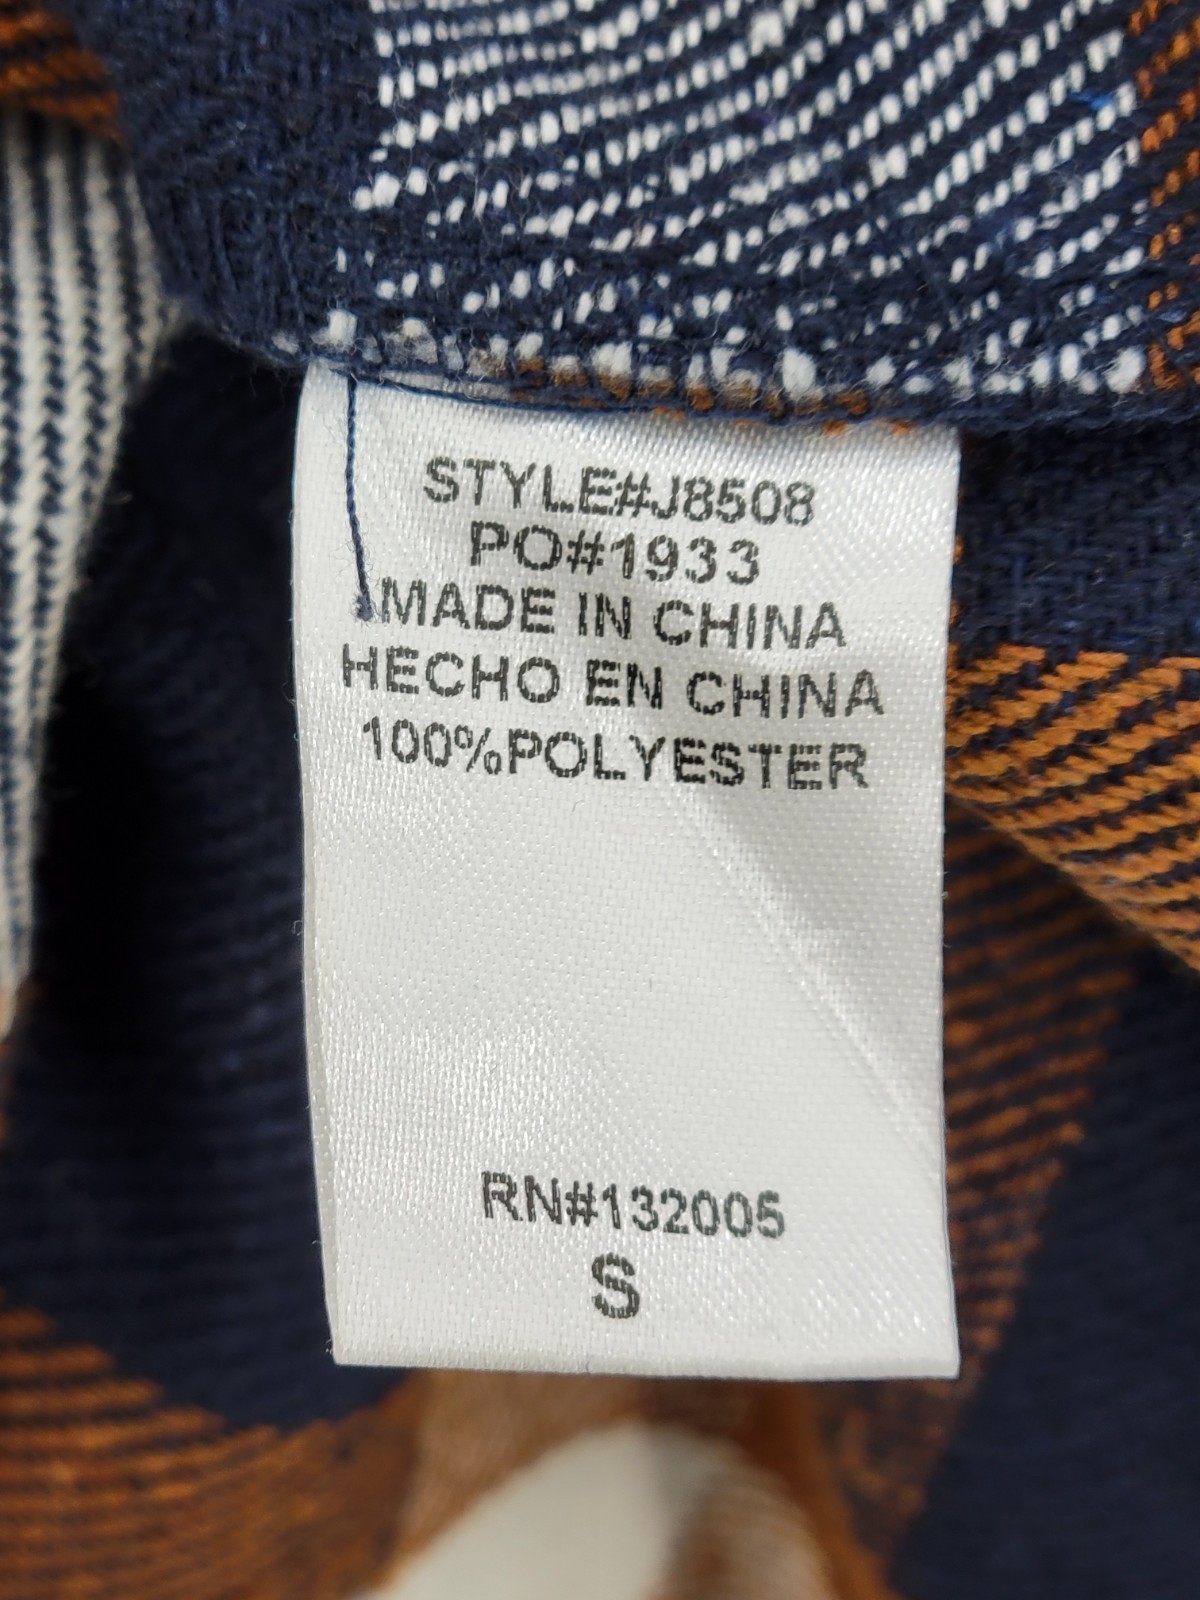 STYLE#J8508
PO#1933
MADE IN CHINA
HECHO EN CHINA
100%POLYESTER
RN#132005
S